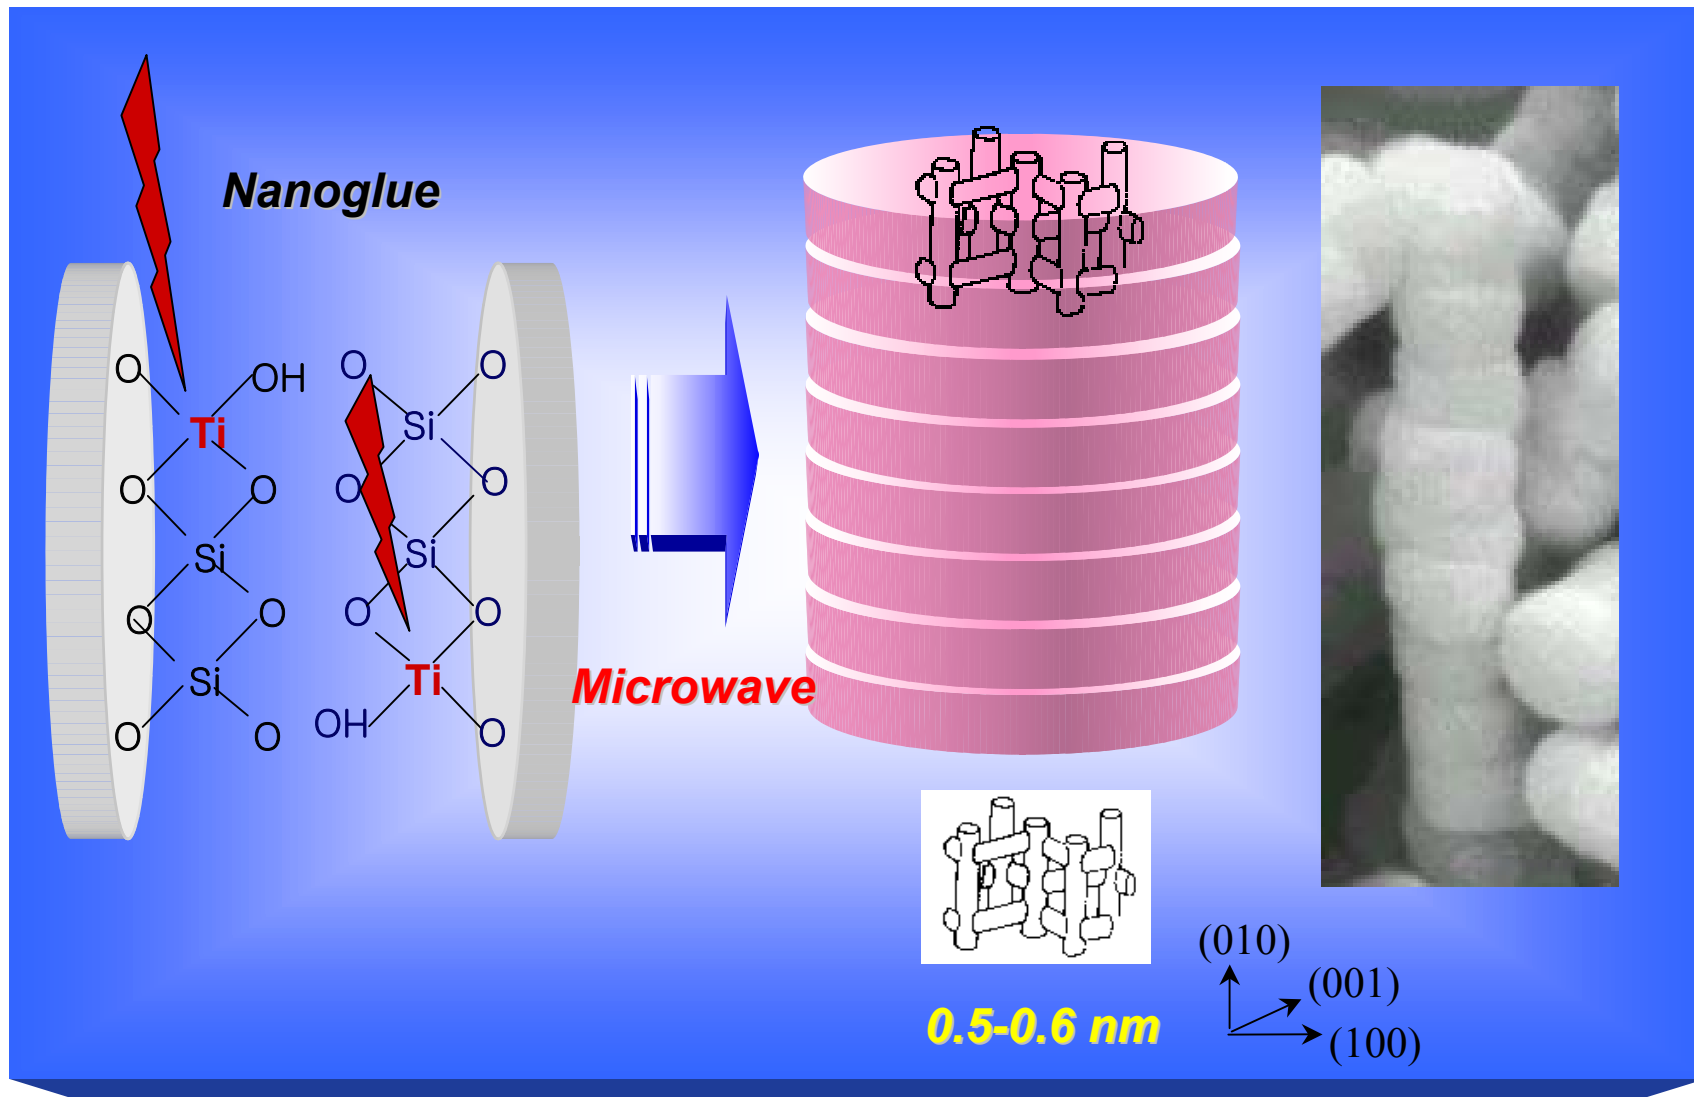 Nanoglue
O
OH
Ti
O
O
Si
O
O
Si
O
O
O
O
Si
O
O
Si
O
O
Ti
OH
O
Microwave
0.5-0.6 nm
(010)
(001)
(100)